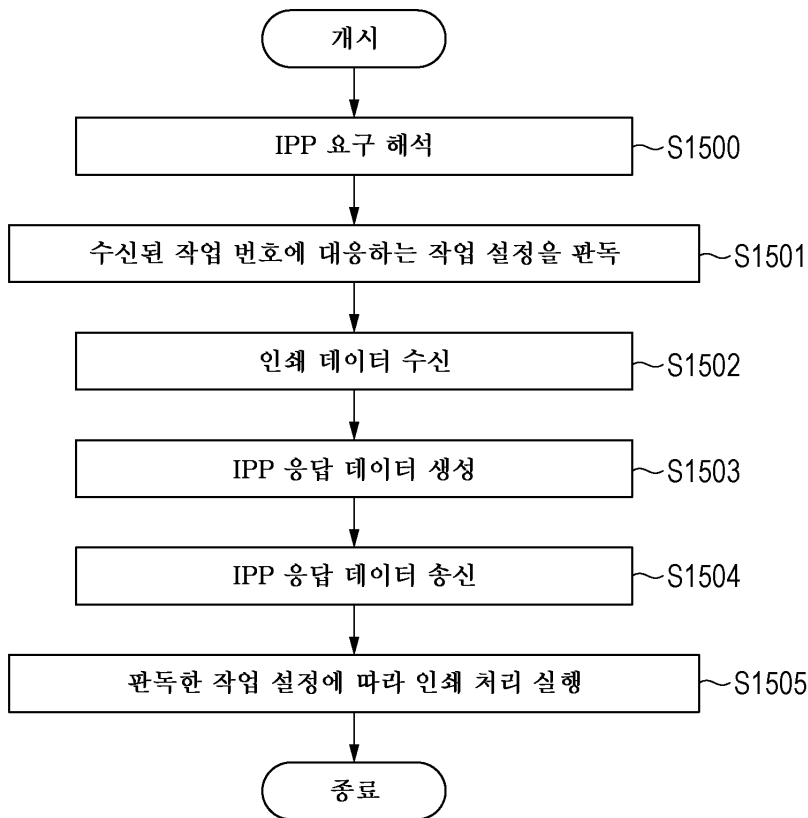 개시
IPP 요구 해석
S1500
수신된 작업 번호에 대응하는 작업 설정을 판독
S1501
인쇄 데이터 수신
S1502
IPP 응답 데이터 생성
S1503
IPP 응답 데이터 송신
S1504
판독한 작업 설정에 따라 인쇄 처리 실행
S1505
종료